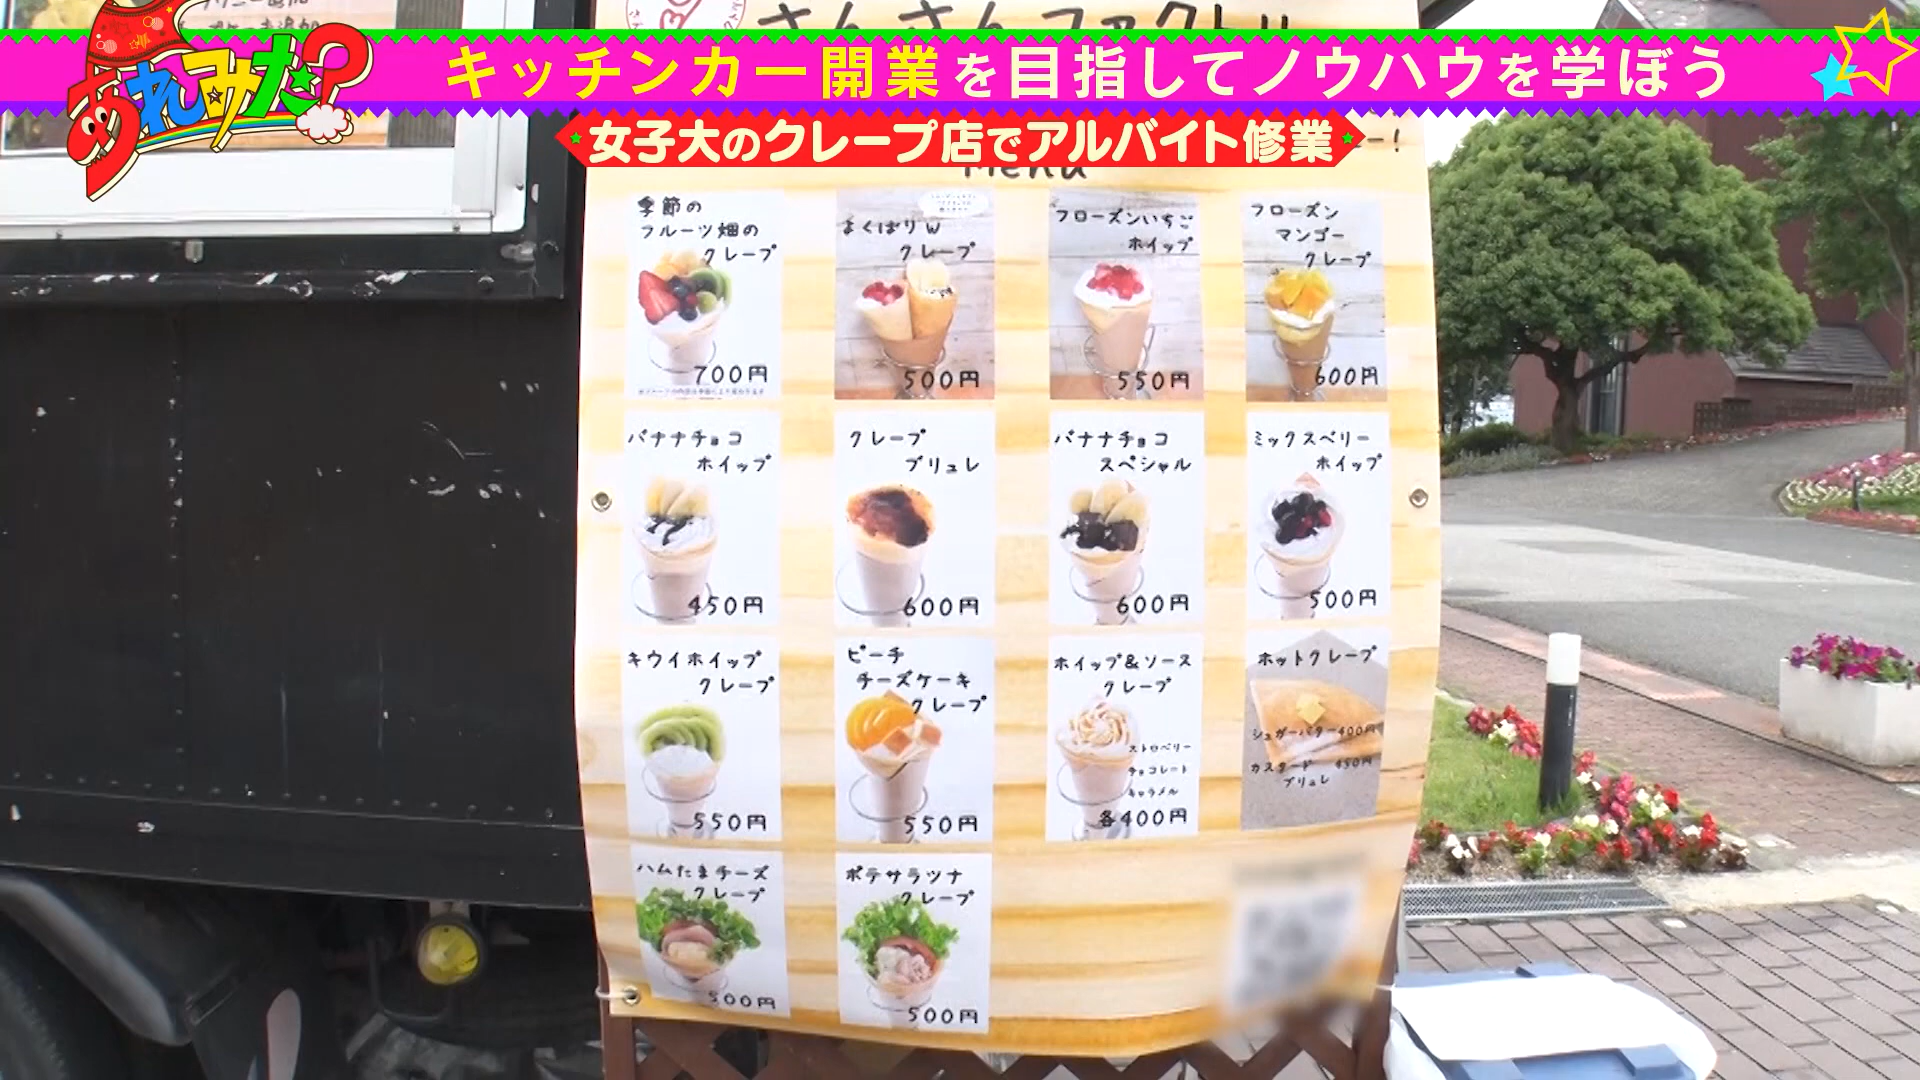 さんさんファクトリー
あれみた?
キッチンカー開業を目指してノウハウを学ぼう
女子大のクレープ店でアルバイト修業
Menu
季節の
フルーツ畑の
クレープ
700円
よくばりW
クレープ
500円
フローズンいちご
ホイップ
550円
フローズン
マンゴー
クレープ
600円
バナナチョコ
ホイップ
450円
クレープ
ブリュレ
600円
バナナチョコ
スペシャル
600円
ミックスベリー
ホイップ
500円
キウイホイップ
クレープ
550円
ピーチ
チーズケーキ
クレープ
550円
ホイップ&ソース
クレープ
ストロベリー
チョコレート
キャラメル
各400円
ホットクレープ
シュガーバター400円
カスタード 450円
ブリュレ
ハムたまチーズ
クレープ
500円
ポテサラツナ
クレープ
500円